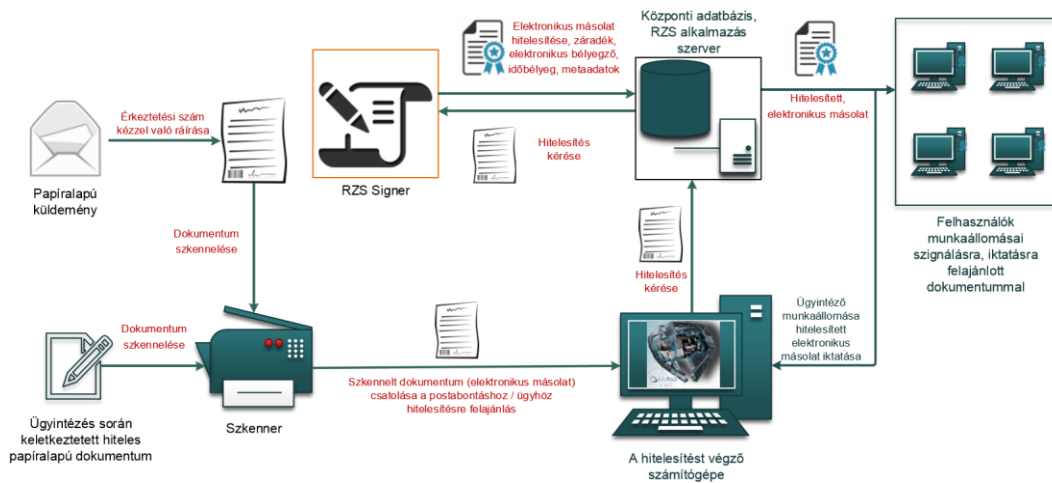 Elektronikus másolat
hitelesítése, záradék,
elektronikus bélyegző,
időbélyeg, metaadatok
Központi adatbázis,
RZS alkalmazás
szerver
Érkeztetési szám
kézzel való ráírása
Hitelesítés
kérése
Hitelesített,
elektronikus másolat
Papíralapú
küldemény
RZS Signer
Felhasználók
munkaállomásai
szignálásra, iktatásra
felajánlott
dokumentummal
Dokumentum
szkennelése
Hitelesítés
kérése
Ügyintéző
munkaállomása
hitelesített
elektronikus
másolat iktatása
Dokumentum
szkennelése
Szkennelt dokumentum (elektronikus másolat)
csatolása a postabontáshoz / ügyhöz
hitelesítésre felajánlás
Ügyintézés során
keletkeztetett hiteles
papíralapú dokumentum
Szkenner
A hitelesítést végző
számítógépe